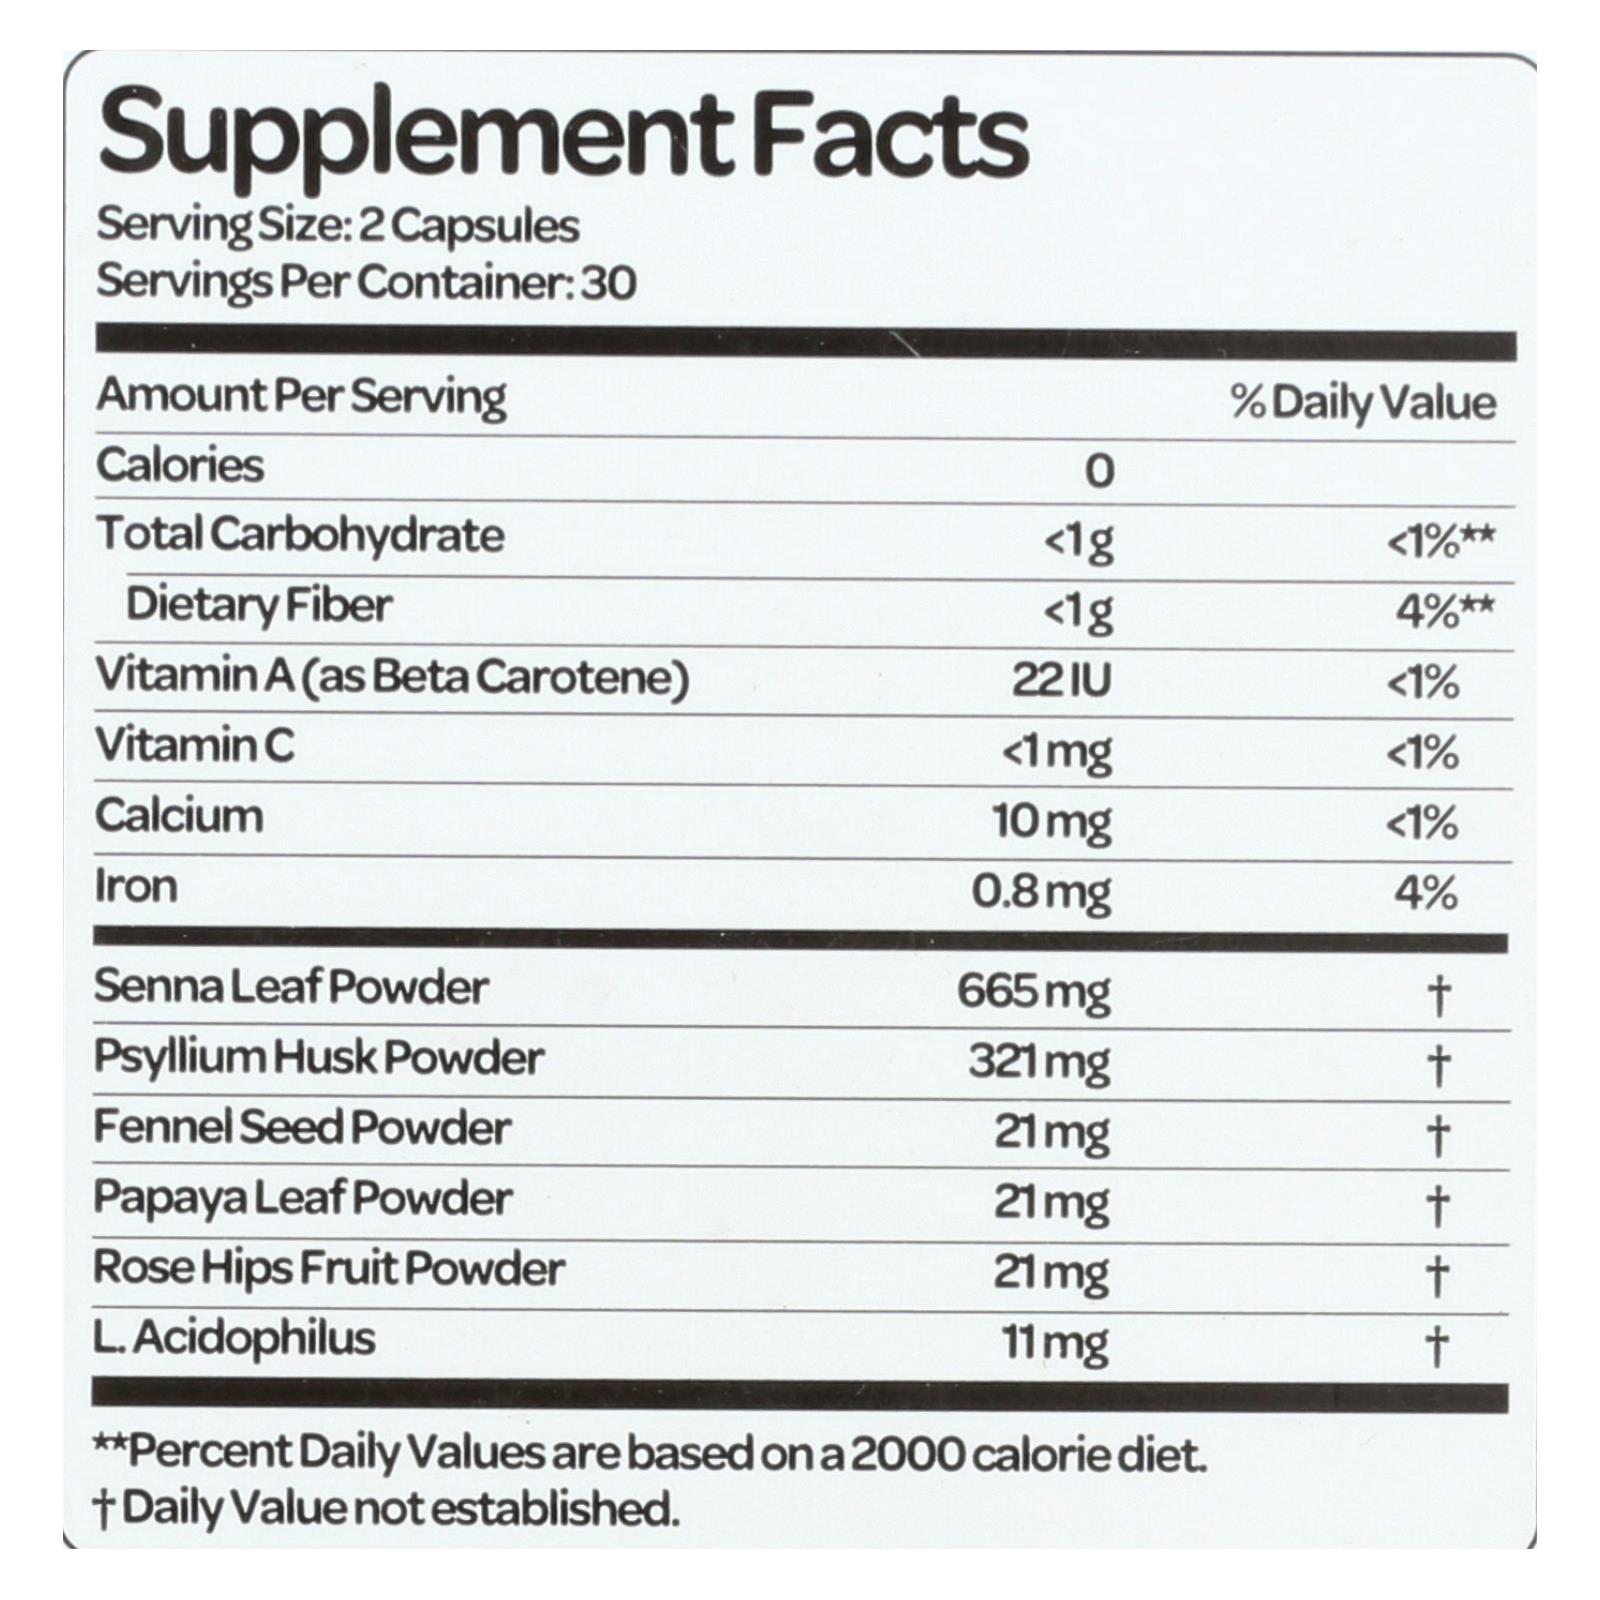 Supplement Facts
Serving Size: 2 Capsules
Servings Per Container: 30
Amount Per Serving % Daily Value
Calories 0
Total Carbohydrate <1 g <1%**
Dietary Fiber <1 g 4%**
Vitamin A (as Beta Carotene) 22 IU <1%
Vitamin C <1 mg <1%
Calcium 10 mg <1%
Iron 0.8 mg 4%
Senna Leaf Powder 665 mg †
Psyllium Husk Powder 321 mg †
Fennel Seed Powder 21 mg †
Papaya Leaf Powder 21 mg †
Rose Hips Fruit Powder 21 mg †
L. Acidophilus 11 mg †
**Percent Daily Values are based on a 2000 calorie diet.
† Daily Value not established.